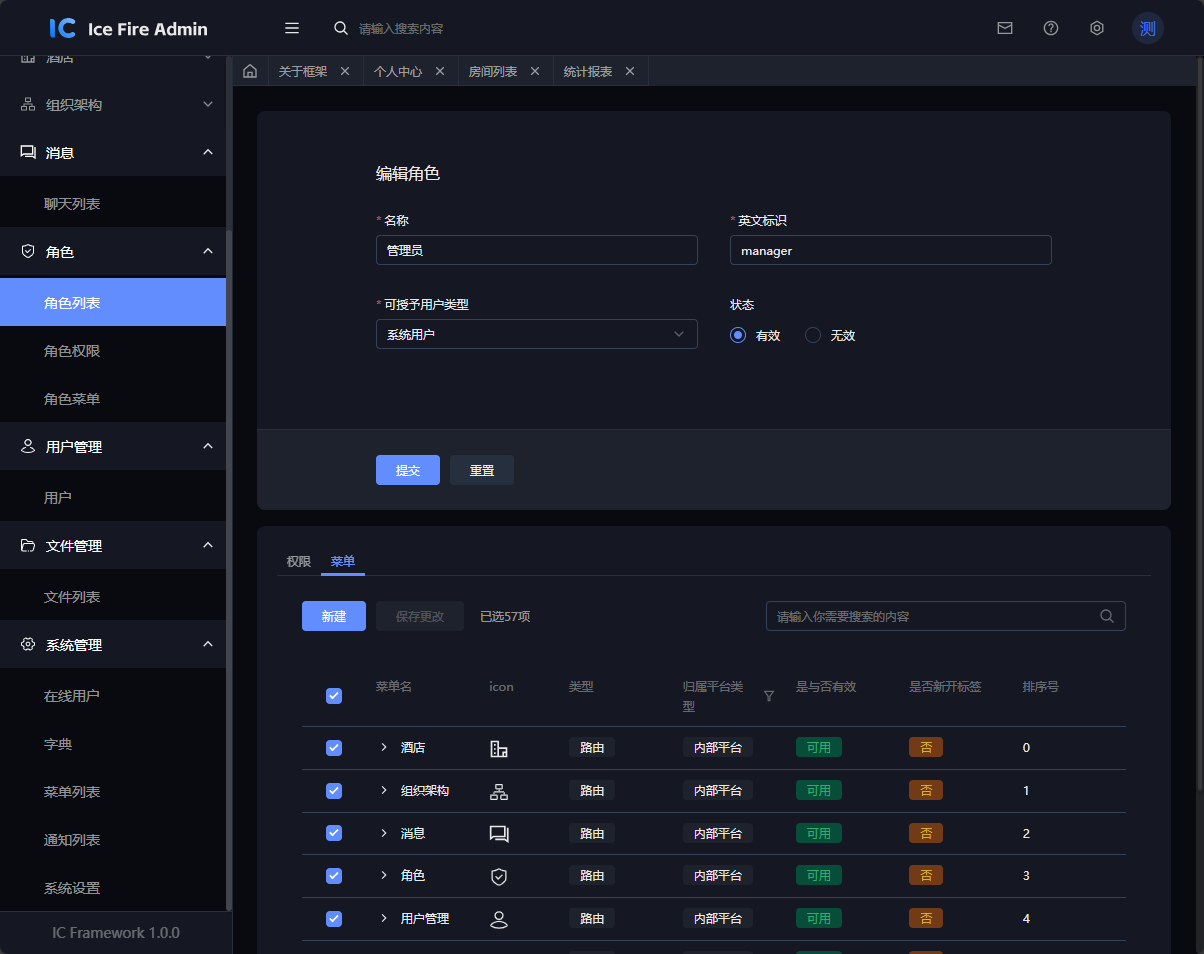 IC Ice Fire Admin
请输入搜索内容
测
酒店
组织架构
消息
聊天列表
角色
角色列表
角色权限
角色菜单
用户管理
用户
文件管理
文件列表
系统管理
在线用户
字典
菜单列表
通知列表
系统设置
IC Framework 1.0.0
关于框架 个人中心 房间列表 统计报表
编辑角色
* 名称 * 英文标识
管理员 manager
* 可授予用户类型 状态
系统用户 有效 无效
提交 重置
权限 菜单
新建 保存更改 已选57项 请输入你需要搜索的内容
菜单名 icon 类型 归属平台类 是与否有效 是否新开标签 排序号
型
酒店 路由 内部平台 可用 否 0
组织架构 路由 内部平台 可用 否 1
消息 路由 内部平台 可用 否 2
角色 路由 内部平台 可用 否 3
用户管理 路由 内部平台 可用 否 4